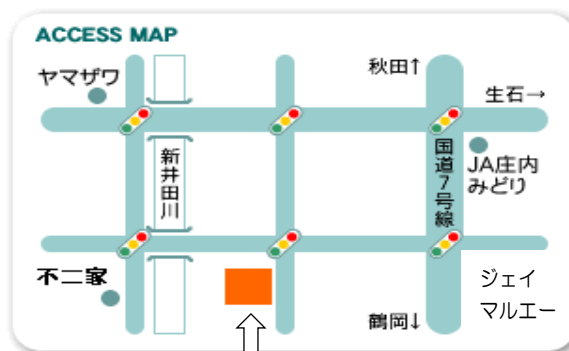 ACCESS MAP
ヤマザワ
秋田↑
生石→
新井田川
国道7号線
JA庄内
みどり
不二家
ジェイ
マルエー
鶴岡↓